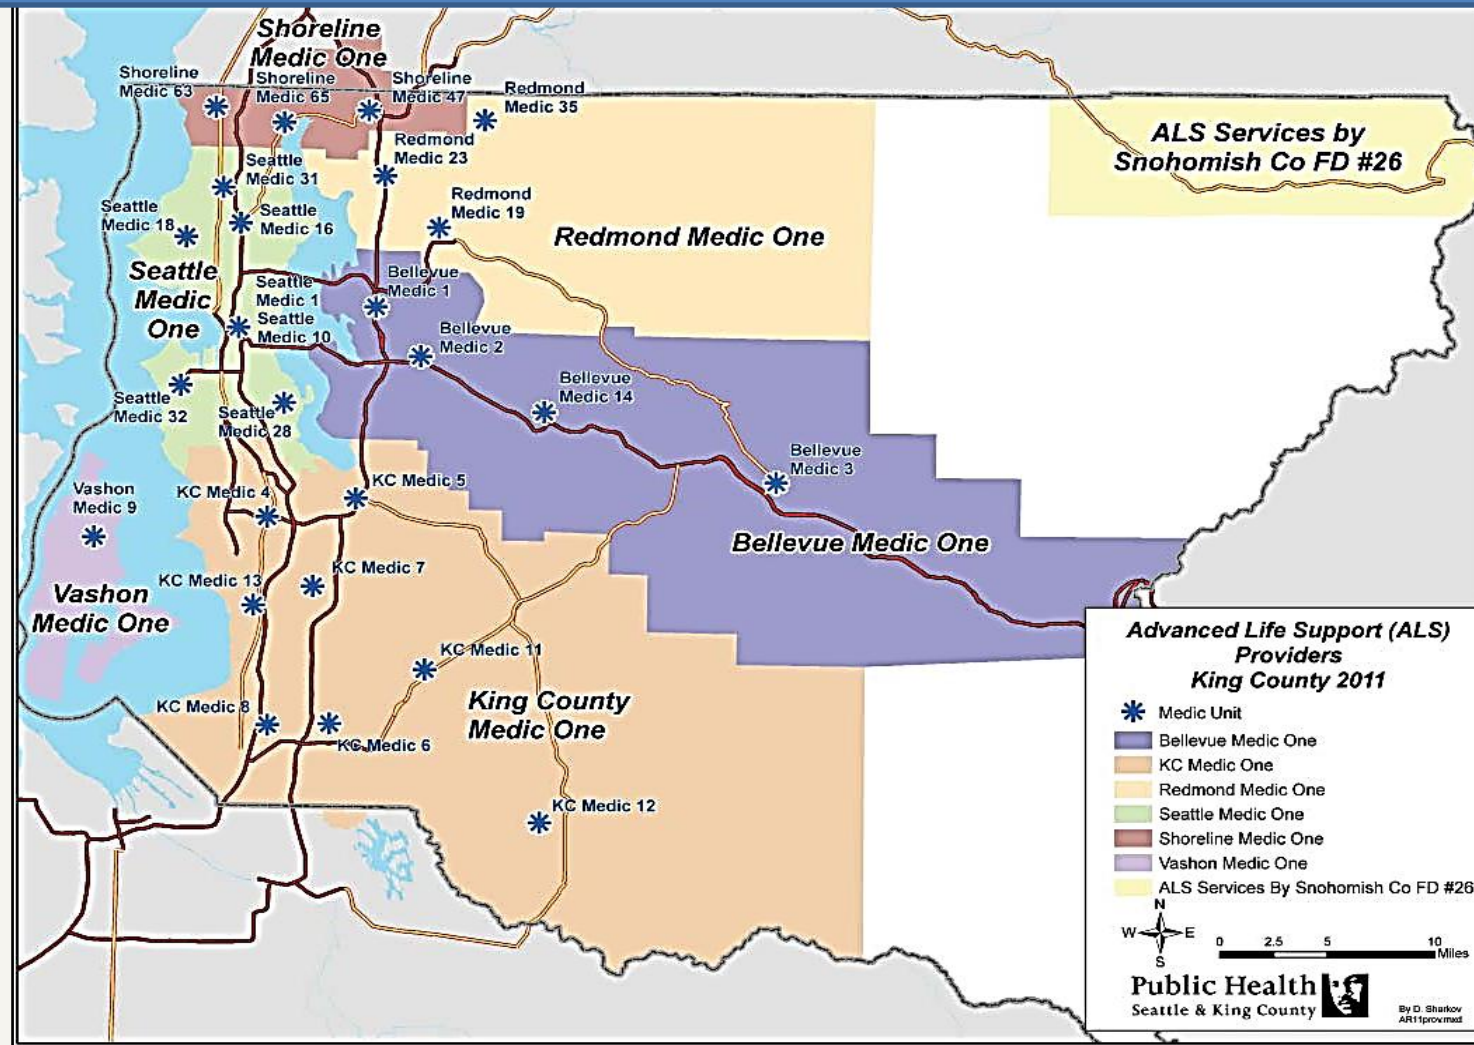 Shoreline
Medic One
Shoreline
Medic 63
Shoreline
Medic 65
Shoreline
Medic 47
Redmond
Medic 35
Redmond
Medic 23
ALS Services by
Snohomish Co FD #26
Seattle
Medic 31
Redmond
Medic 19
Seattle
Medic 18
Seattle
Medic 16
Redmond Medic One
Seattle
Medic
One
Seattle
Medic 1
Seattle
Medic 10
Bellevue
Medic 1
Bellevue
Medic 2
Bellevue
Medic 14
Seattle
Medic 32
Seattle
Medic 28
Bellevue
Medic 3
Vashon
Medic 9
KC Medic 4
KC Medic 5
Bellevue Medic One
KC Medic 7
KC Medic 13
Vashon
Medic One
KC Medic 11
King County
Medic One
KC Medic 8
KC Medic 6
KC Medic 12
Advanced Life Support (ALS)
Providers
King County 2011
Medic Unit
Bellevue Medic One
KC Medic One
Redmond Medic One
Seattle Medic One
Shoreline Medic One
Vashon Medic One
ALS Services By Snohomish Co FD #26
N
W E
S
0 2.5 5 10
Miles
Public Health
Seattle & King County
By D. Sharkov
AR11prov.mxd